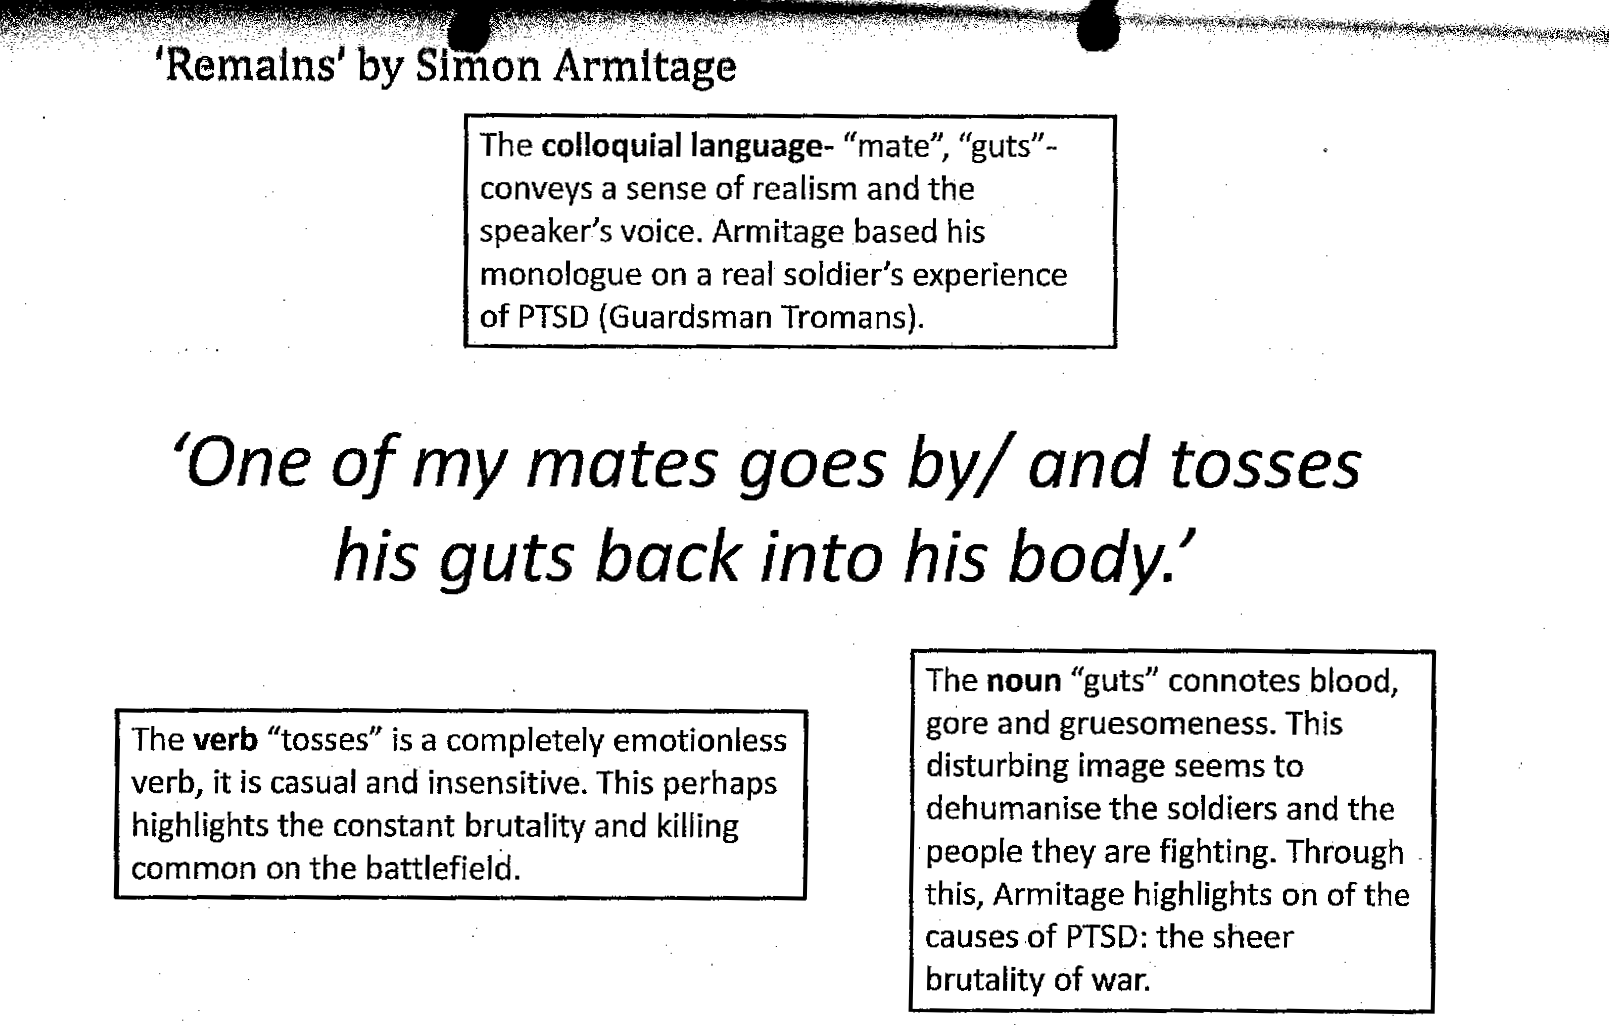 'Remains' by Simon Armitage
The colloquial language- “mate”, “guts”-
conveys a sense of realism and the
speaker’s voice. Armitage based his
monologue on a real soldier’s experience
of PTSD (Guardsman Tromans).
‘One of my mates goes by/ and tosses
his guts back into his body.’
The verb “tosses” is a completely emotionless
verb, it is casual and insensitive. This perhaps
highlights the constant brutality and killing
common on the battlefield.
The noun “guts” connotes blood,
gore and gruesomeness. This
disturbing image seems to
dehumanise the soldiers and the
people they are fighting. Through
this, Armitage highlights on of the
causes of PTSD: the sheer
brutality of war.